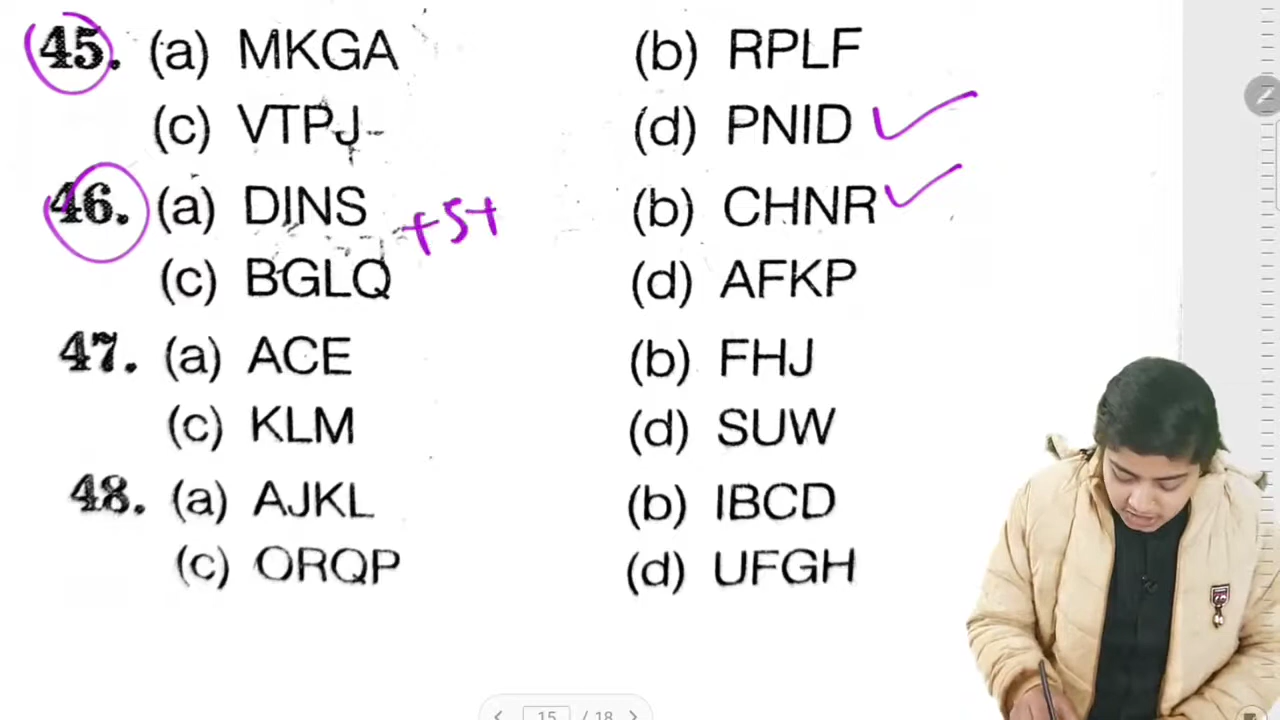 45. (a) MKGA (b) RPLF
(c) VTPJ (d) PNID
46. (a) DINS (b) CHNR
+5+
(c) BGLQ (d) AFKP
47. (a) ACE (b) FHJ
(c) KLM (d) SUW
48. (a) AJKL (b) IBCD
(c) ORQP (d) UFGH
< 15 / 18 >